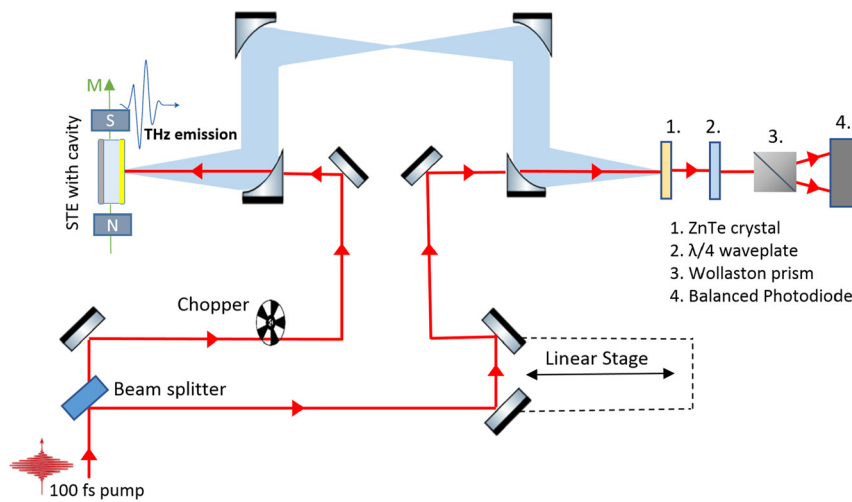 1.
2.
3.
4.
M
S
THz emission
STE with cavity
N
1. ZnTe crystal
2. λ/4 waveplate
3. Wollaston prism
4. Balanced Photodiode
Chopper
Linear Stage
Beam splitter
100 fs pump